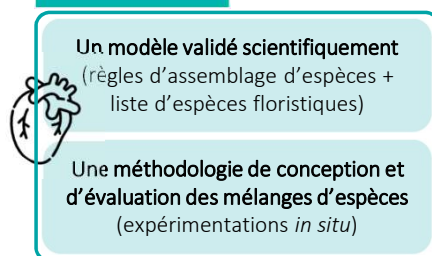 Un modèle validé scientifiquement
(règles d'assemblage d'espèces +
liste d'espèces floristiques)
Une méthodologie de conception et
d'évaluation des mélanges d'espèces
(expérimentations in situ)